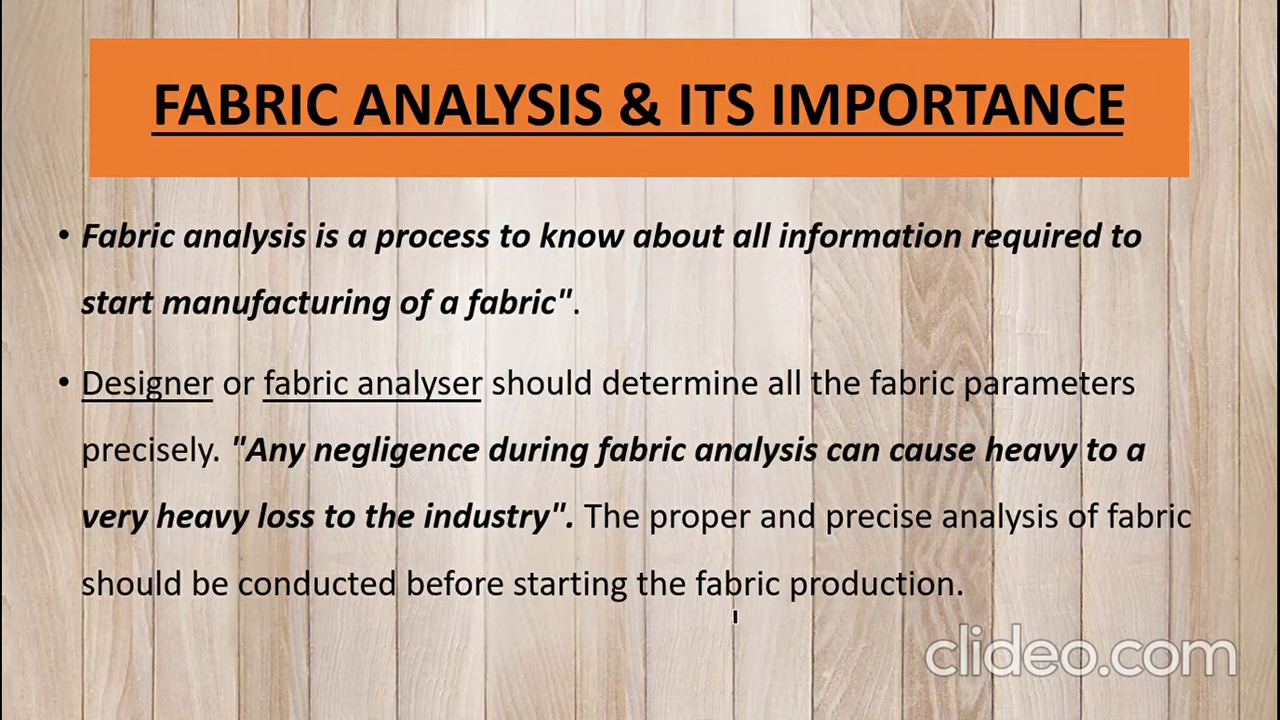 FABRIC ANALYSIS & ITS IMPORTANCE
• Fabric analysis is a process to know about all information required to
start manufacturing of a fabric".
• Designer or fabric analyser should determine all the fabric parameters
precisely. "Any negligence during fabric analysis can cause heavy to a
very heavy loss to the industry". The proper and precise analysis of fabric
should be conducted before starting the fabric production.
clideo.com